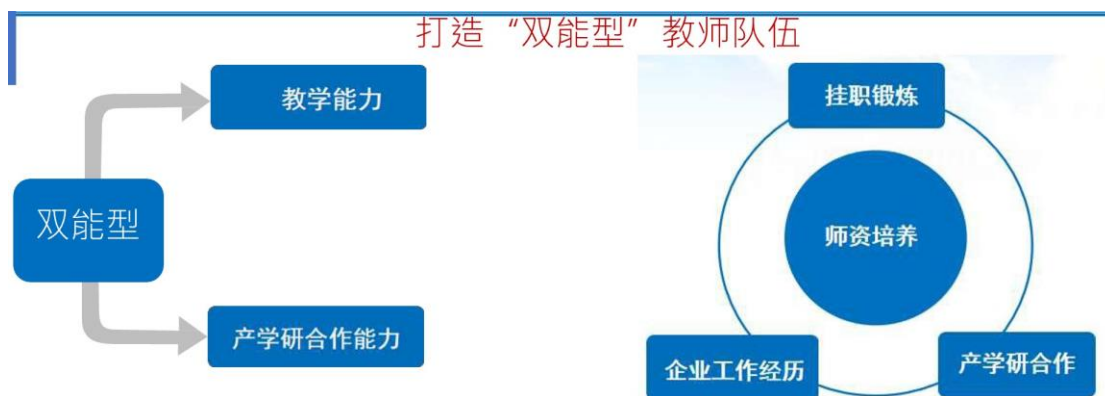 打造“双能型”教师队伍
教学能力
双能型
产学研合作能力
挂职锻炼
师资培养
企业工作经历
产学研合作